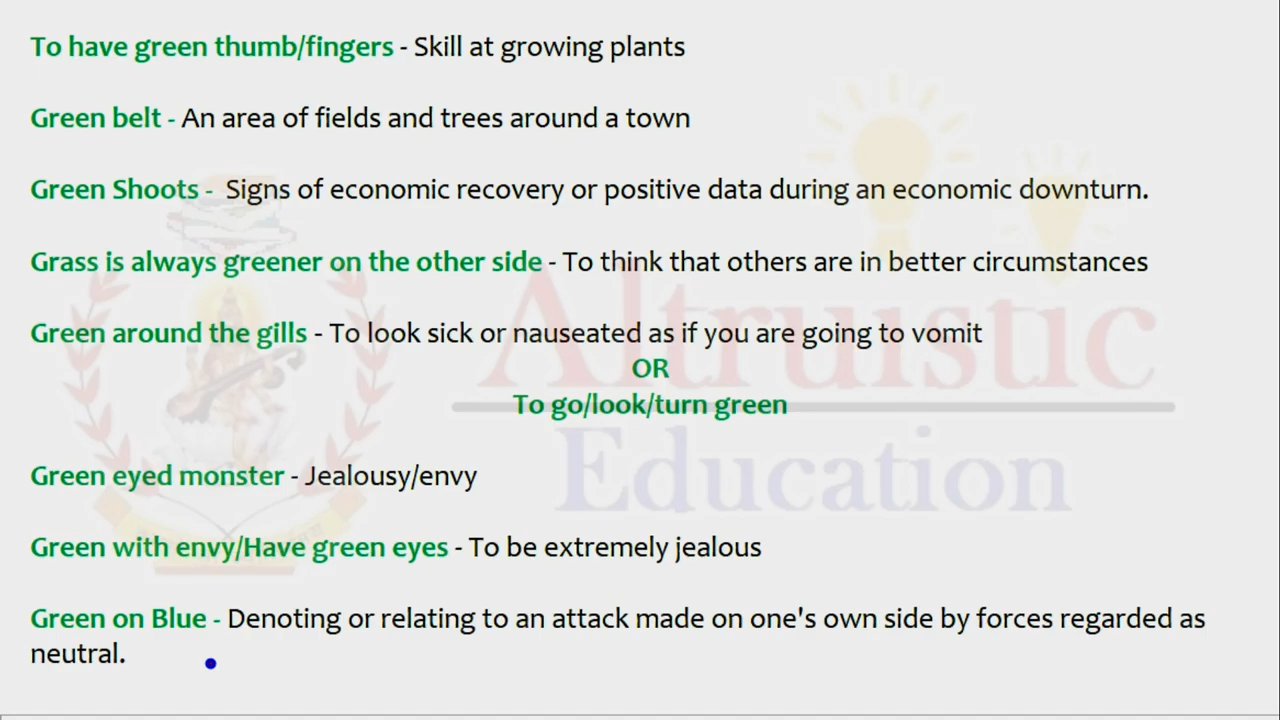 To have green thumb/fingers - Skill at growing plants
Green belt - An area of fields and trees around a town
Green Shoots - Signs of economic recovery or positive data during an economic downturn.
Grass is always greener on the other side - To think that others are in better circumstances
Green around the gills - To look sick or nauseated as if you are going to vomit
OR
To go/look/turn green
Green eyed monster - Jealousy/envy
Green with envy/Have green eyes - To be extremely jealous
Green on Blue - Denoting or relating to an attack made on one's own side by forces regarded as
neutral.
Altruistic
Education